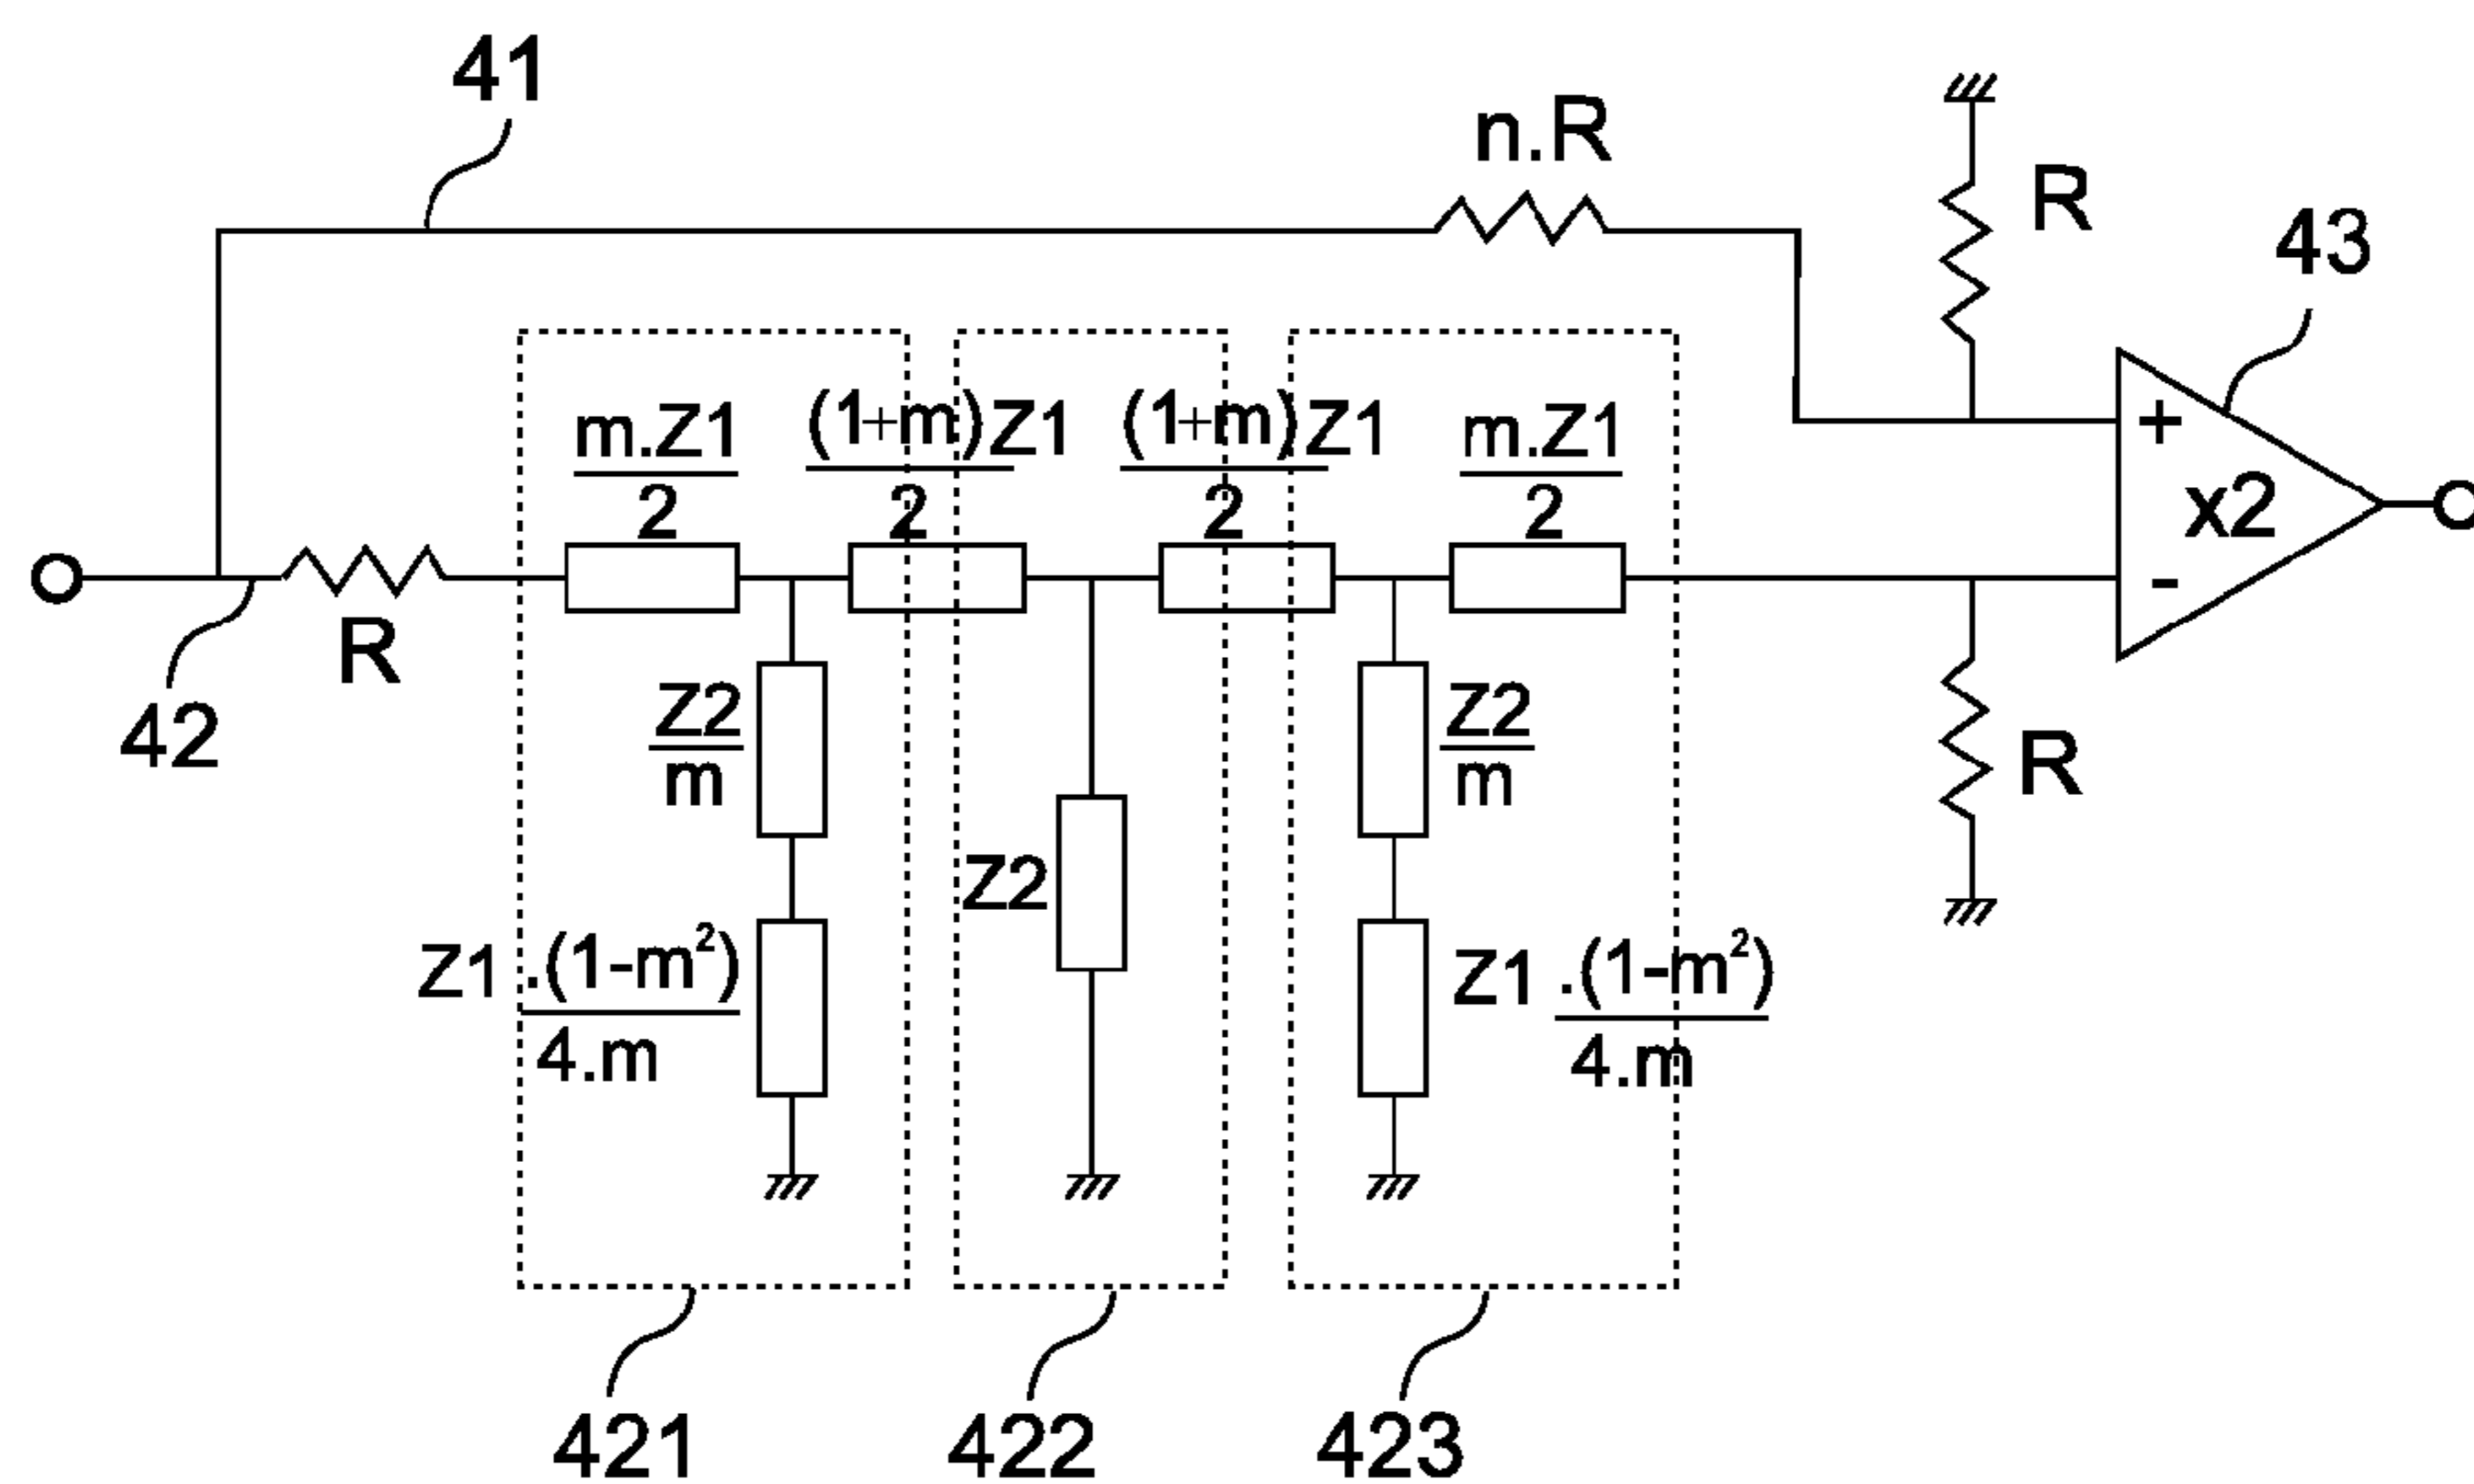 41
n.R
R
43
m.Z1
2
(1+m)Z1
2
(1+m)Z1
2
m.Z1
2
+
x2
-
R
42
Z2
m
Z2
m
R
Z2
Z1 .(1-m²)
4.m
Z1 .(1-m²)
4.m
421
422
423